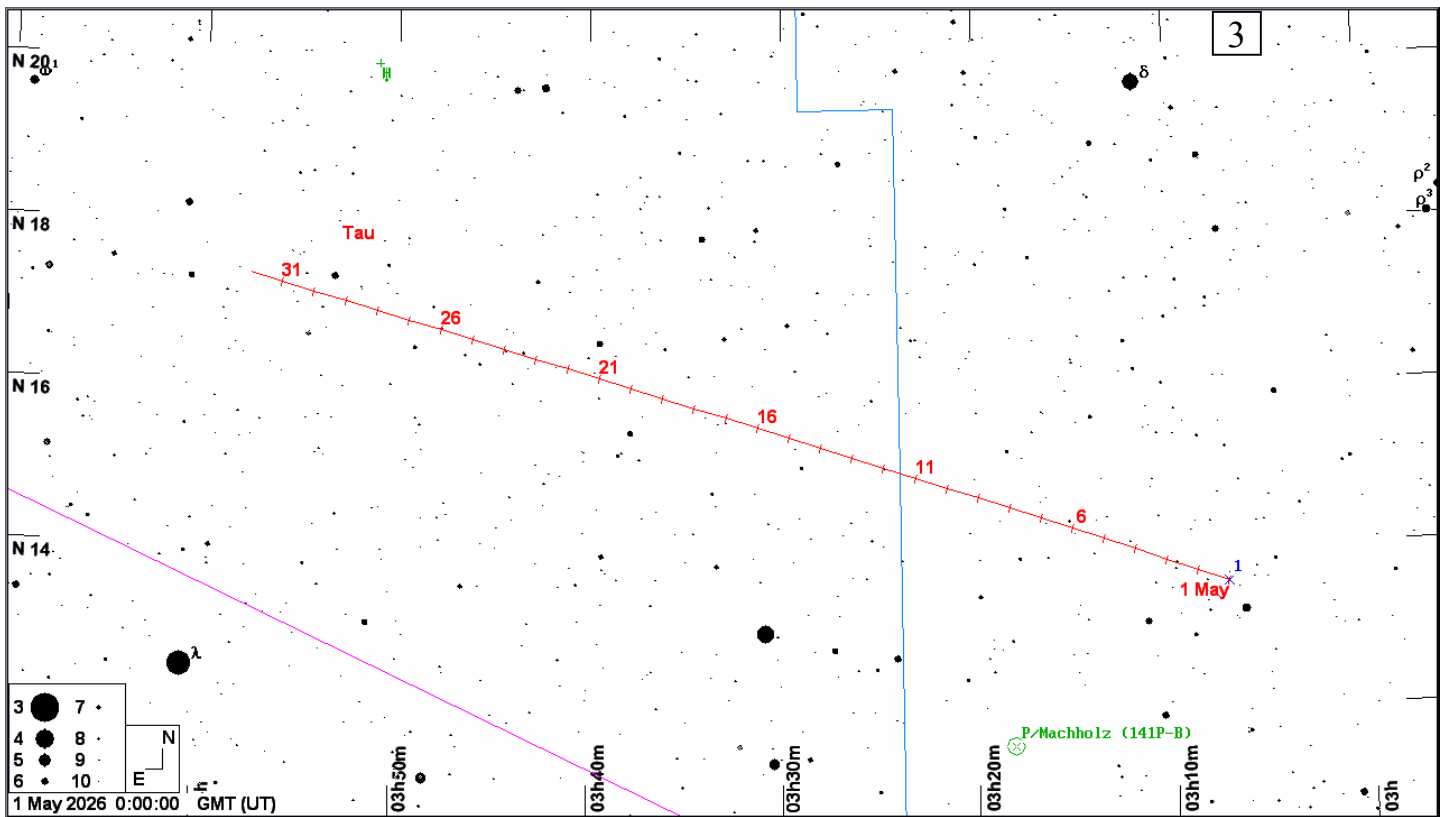 3
N 20
Φ¹
H
δ
ρ²
ρ³
N 18
Tau
31
26
21
N 16
16
11
6
N 14
1
1 May
λ
P/Machholz (141P-B)
3 7
4 8
5 9
6 10
N
E
h
03h50m
03h40m
03h30m
03h20m
03h10m
03h
1 May 2026 0:00:00 GMT (UT)